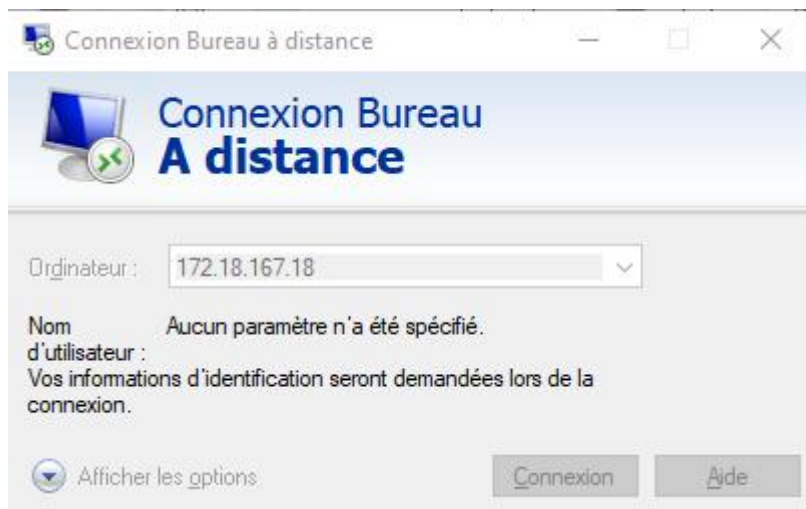 Connexion Bureau à distance
Connexion Bureau
A distance
Ordinateur : 172.18.167.18
Nom d'utilisateur : Aucun paramètre n'a été spécifié.
Vos informations d'identification seront demandées lors de la
connexion.
Afficher les options Connexion Aide